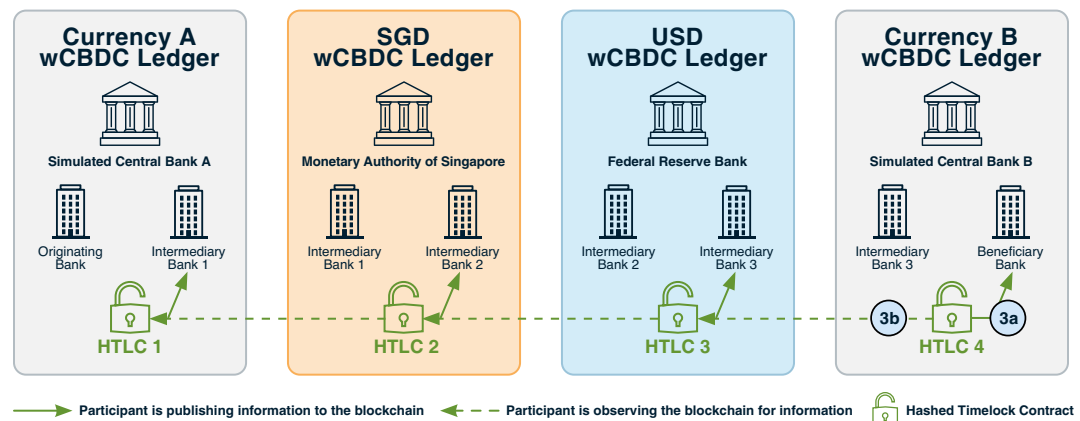 Currency A
wCBDC Ledger
Simulated Central Bank A
Originating
Bank
Intermediary
Bank 1
HTLC 1
SGD
wCBDC Ledger
Monetary Authority of Singapore
Intermediary
Bank 1
Intermediary
Bank 2
HTLC 2
USD
wCBDC Ledger
Federal Reserve Bank
Intermediary
Bank 2
Intermediary
Bank 3
HTLC 3
Currency B
wCBDC Ledger
Simulated Central Bank B
Intermediary
Bank 3
Beneficiary
Bank
3b
3a
HTLC 4
Participant is publishing information to the blockchain
Participant is observing the blockchain for information
Hashed Timelock Contract